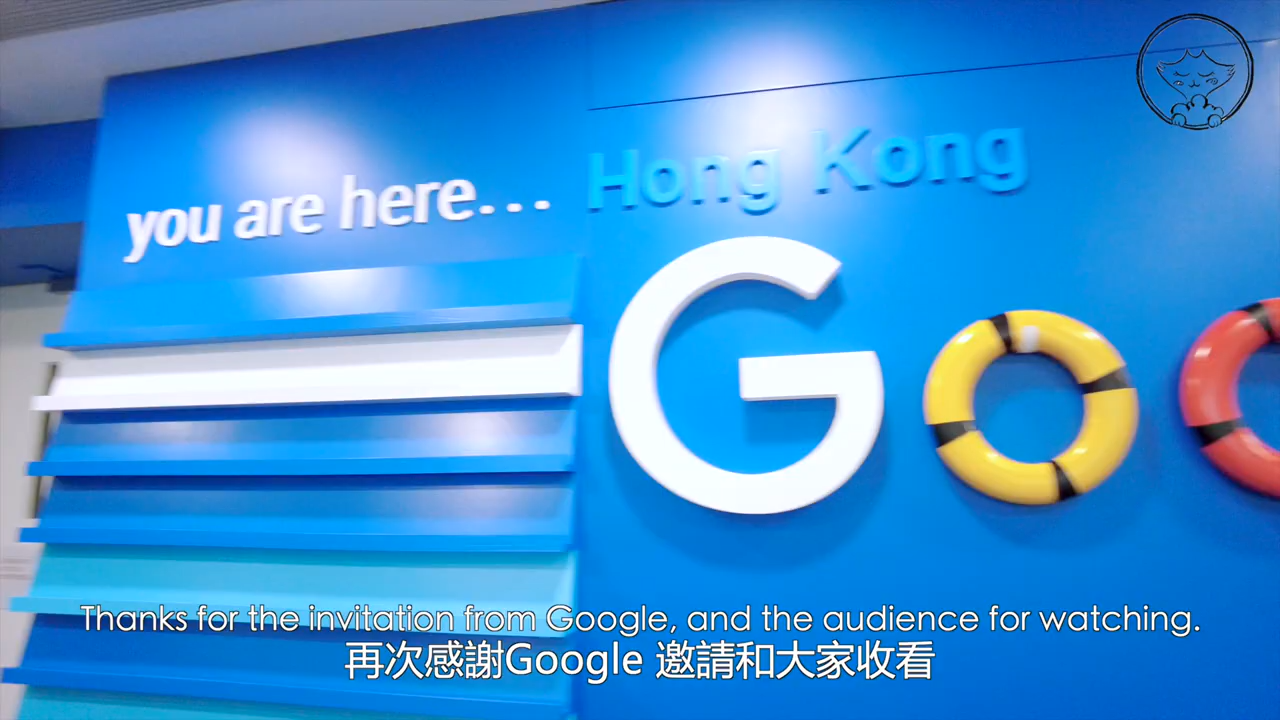 you are here...
Hong Kong
Goo
Thanks for the invitation from Google, and the audience for watching.
再次感謝Google 邀請和大家收看